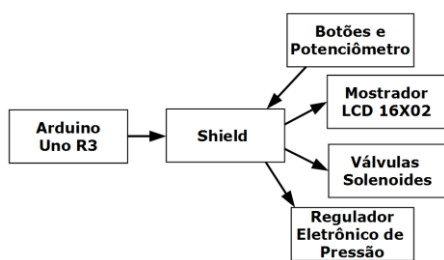 Botões e
Potenciômetro
Mostrador
LCD 16X02
Arduino
Uno R3
Shield
Válvulas
Solenoides
Regulador
Eletrônico de
Pressão